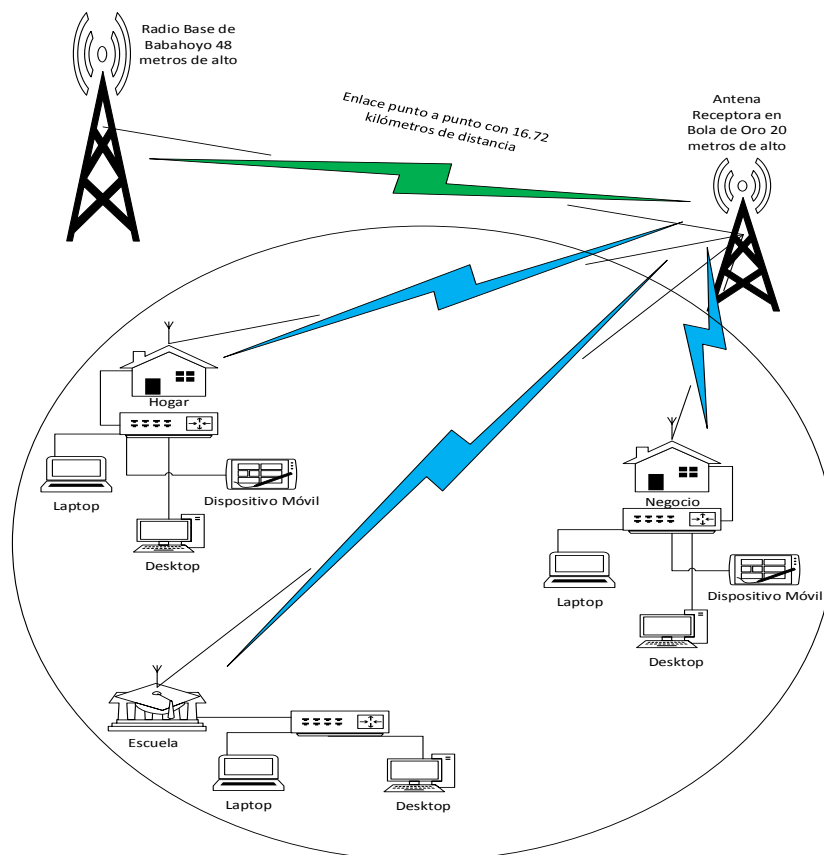 Radio Base de
Babahoyo 48
metros de alto
Enlace punto a punto con 16.72
kilómetros de distancia
Antena
Receptora en
Bola de Oro 20
metros de alto
Hogar
Laptop
Dispositivo Móvil
Desktop
Negocio
Laptop
Dispositivo Móvil
Desktop
Escuela
Laptop
Desktop